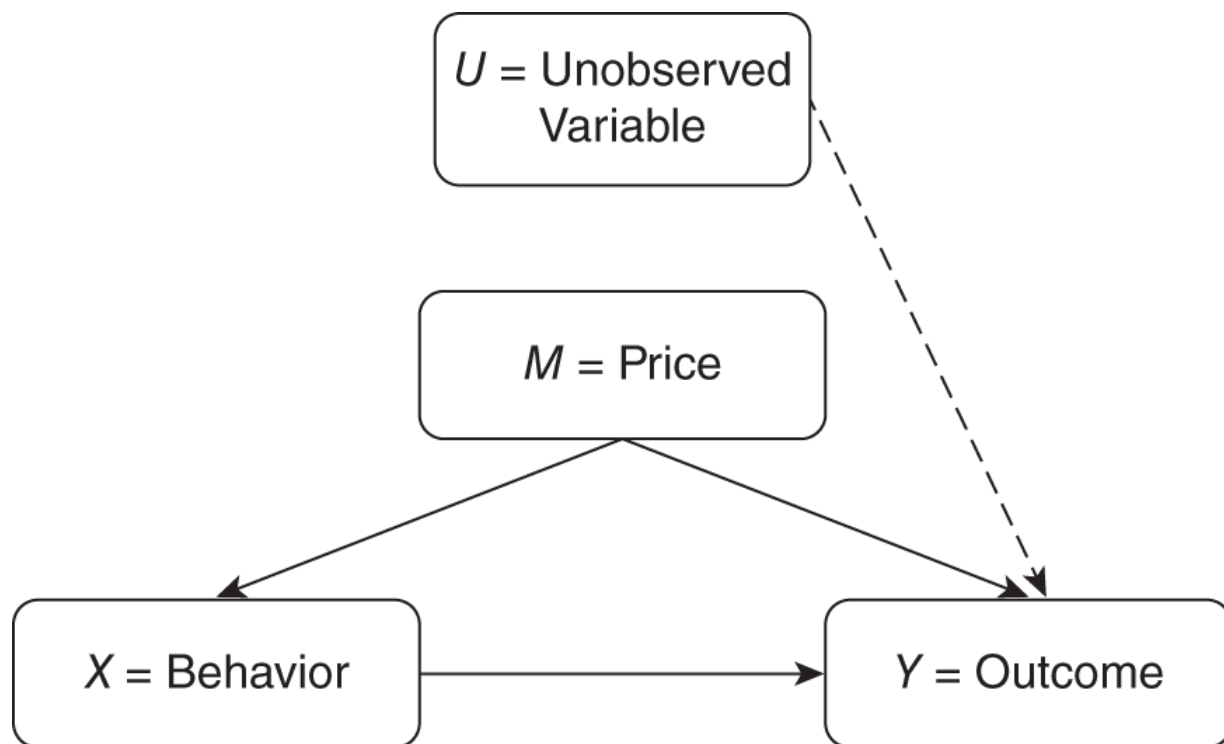 U = Unobserved
Variable
M = Price
X = Behavior
Y = Outcome